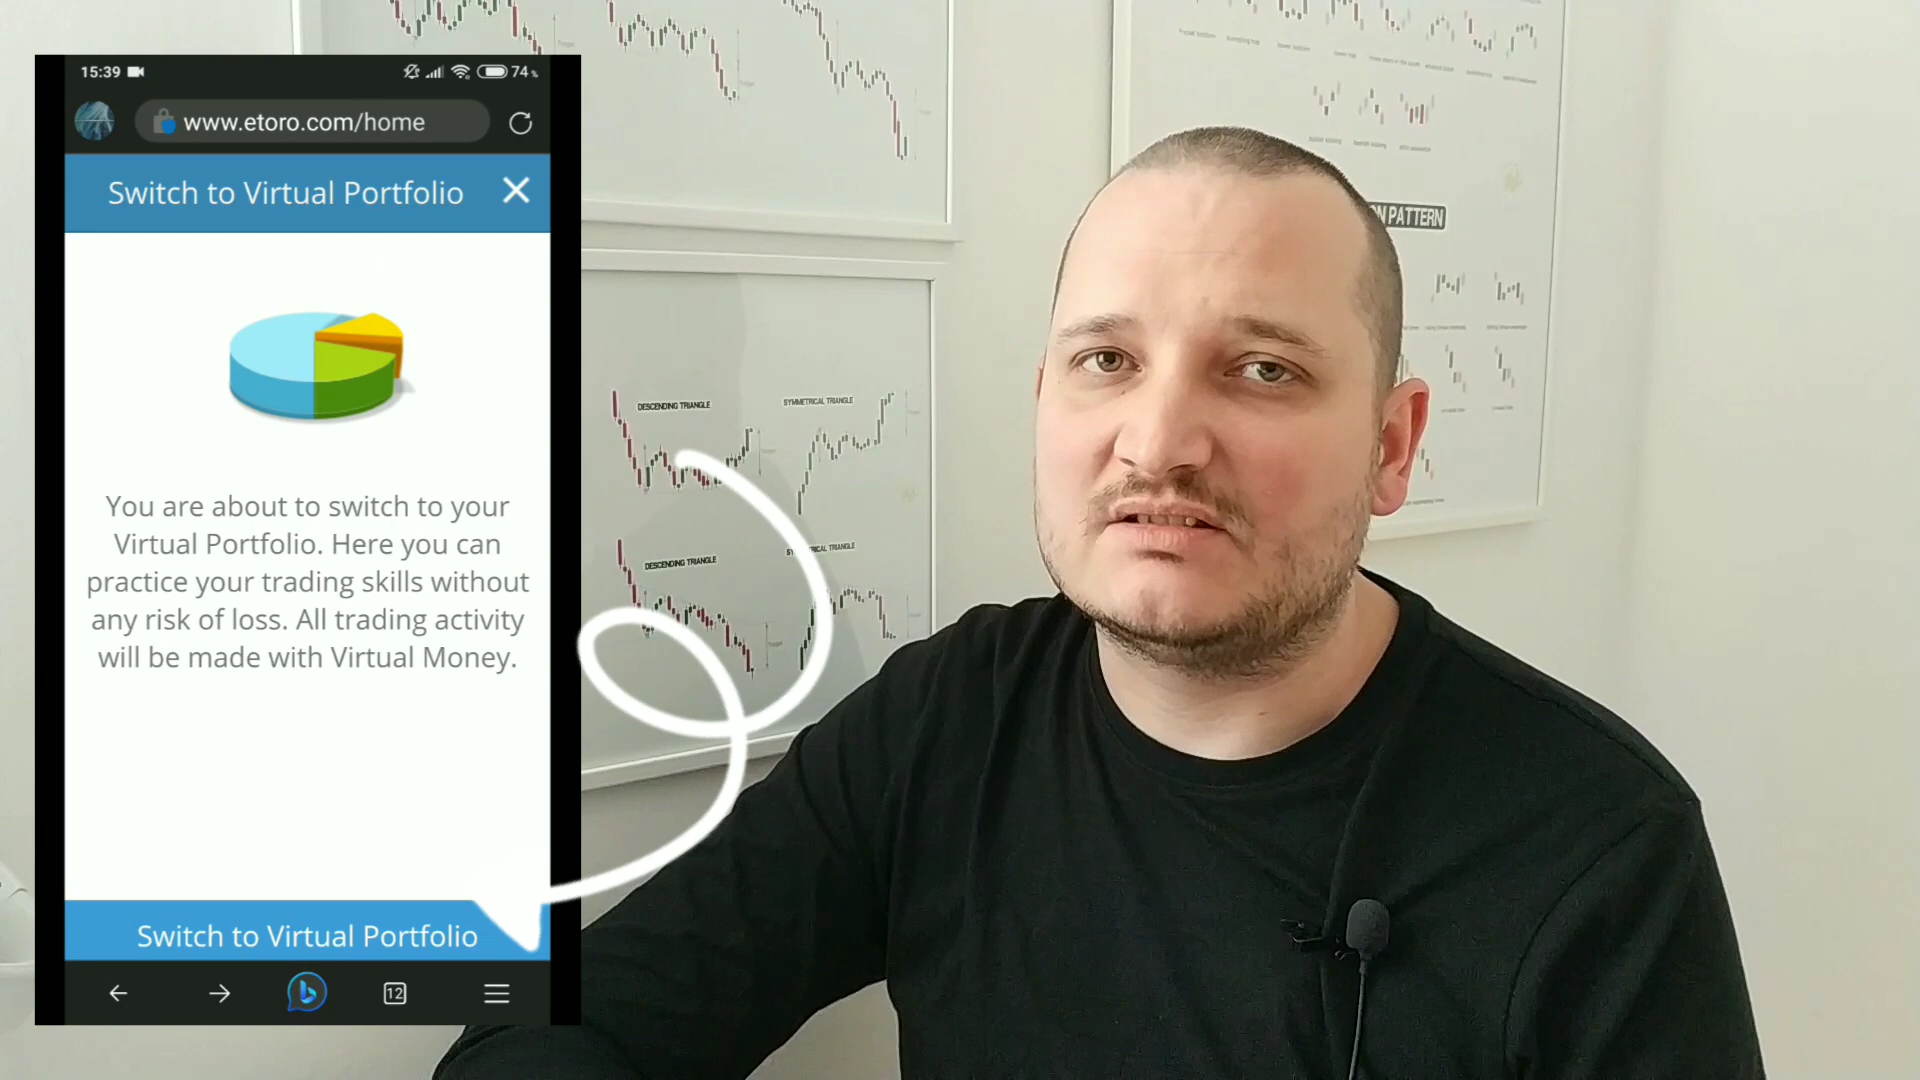 15:39
74%
www.etoro.com/home
Switch to Virtual Portfolio
You are about to switch to your
Virtual Portfolio. Here you can
practice your trading skills without
any risk of loss. All trading activity
will be made with Virtual Money.
Switch to Virtual Portfolio
12
N PATTERN
DESCENDING TRIANGLE
SYMMETRICAL TRIANGLE
DESCENDING TRIANGLE
TRIANGLE